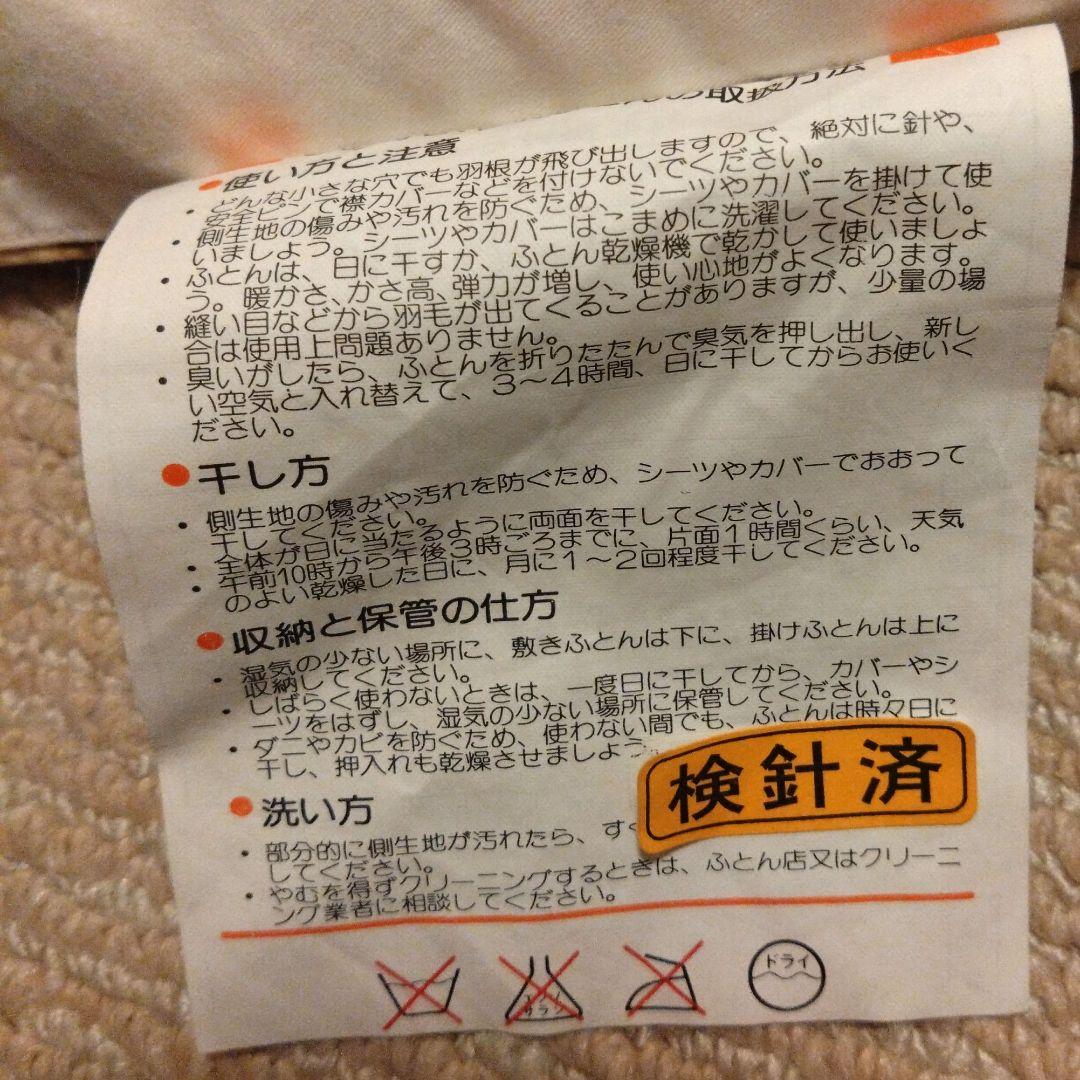 の取扱方法
使い方と注意
・どんな小さな穴でも羽根が飛び出しますので、絶対に針や、
安全ピンで襟カバーなどを付けないでください。
・側生地の傷みや汚れを防ぐため、シーツやカバーを掛けて使
いましょう。シーツやカバーはこまめに洗濯してください。
・ふとんは、日に干すか、ふとん乾燥機で乾かして使いましょ
う。暖かさ、かさ高、弾力が増し、使い心地がよくなります。
・縫い目などから羽毛が出てくることがありますが、少量の場
合は使用上問題ありません。
・臭いがしたら、ふとんを折りたたんで臭気を押し出し、新し
い空気と入れ替えて、3〜4時間、日に干してからお使いく
ださい。
●干し方
・側生地の傷みや汚れを防ぐため、シーツやカバーでおおって
干してください。
・全体が日に当たるように両面を干してください。
・午前10時から午後3時ごろまでに、片面1時間くらい、天気
のよい乾燥した日に、月に1〜2回程度干してください。
●収納と保管の仕方
・湿気の少ない場所に、敷きふとんは下に、掛けふとんは上に
収納してください。
・しばらく使わないときは、一度日に干してから、カバーやシ
ーツをはずし、湿気の少ない場所に保管してください。
・ダニやカビを防ぐため、使わない間でも、ふとんは時々日に
干し、押入れも乾燥させましょう
検針済
●洗い方
・部分的に側生地が汚れたら、すぐ
してください。
・やむを得ずクリーニングするときは、ふとん店又はクリーニ
ング業者に相談してください。
エンソ
サラシ
ドライ